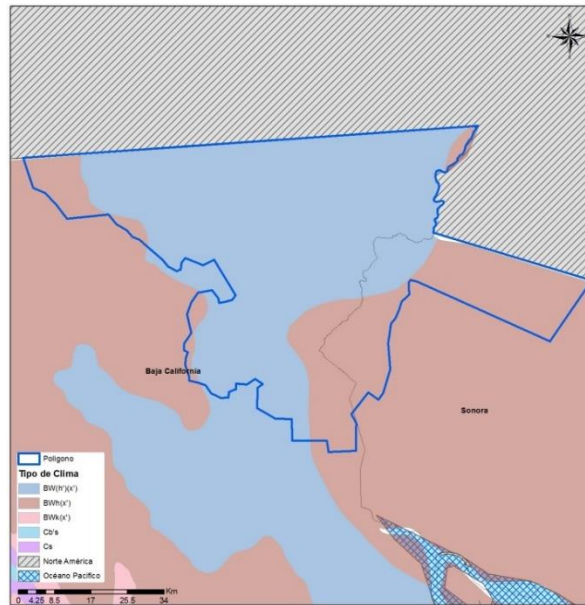 Baja California
Sonora
Polígono
Tipo de Clima
BW(h')(x')
BWh(x')
BWk(x')
Cb's
Cs
Norte América
Océano Pacífico
Km
0 4.25 8.5 17 25.5 34